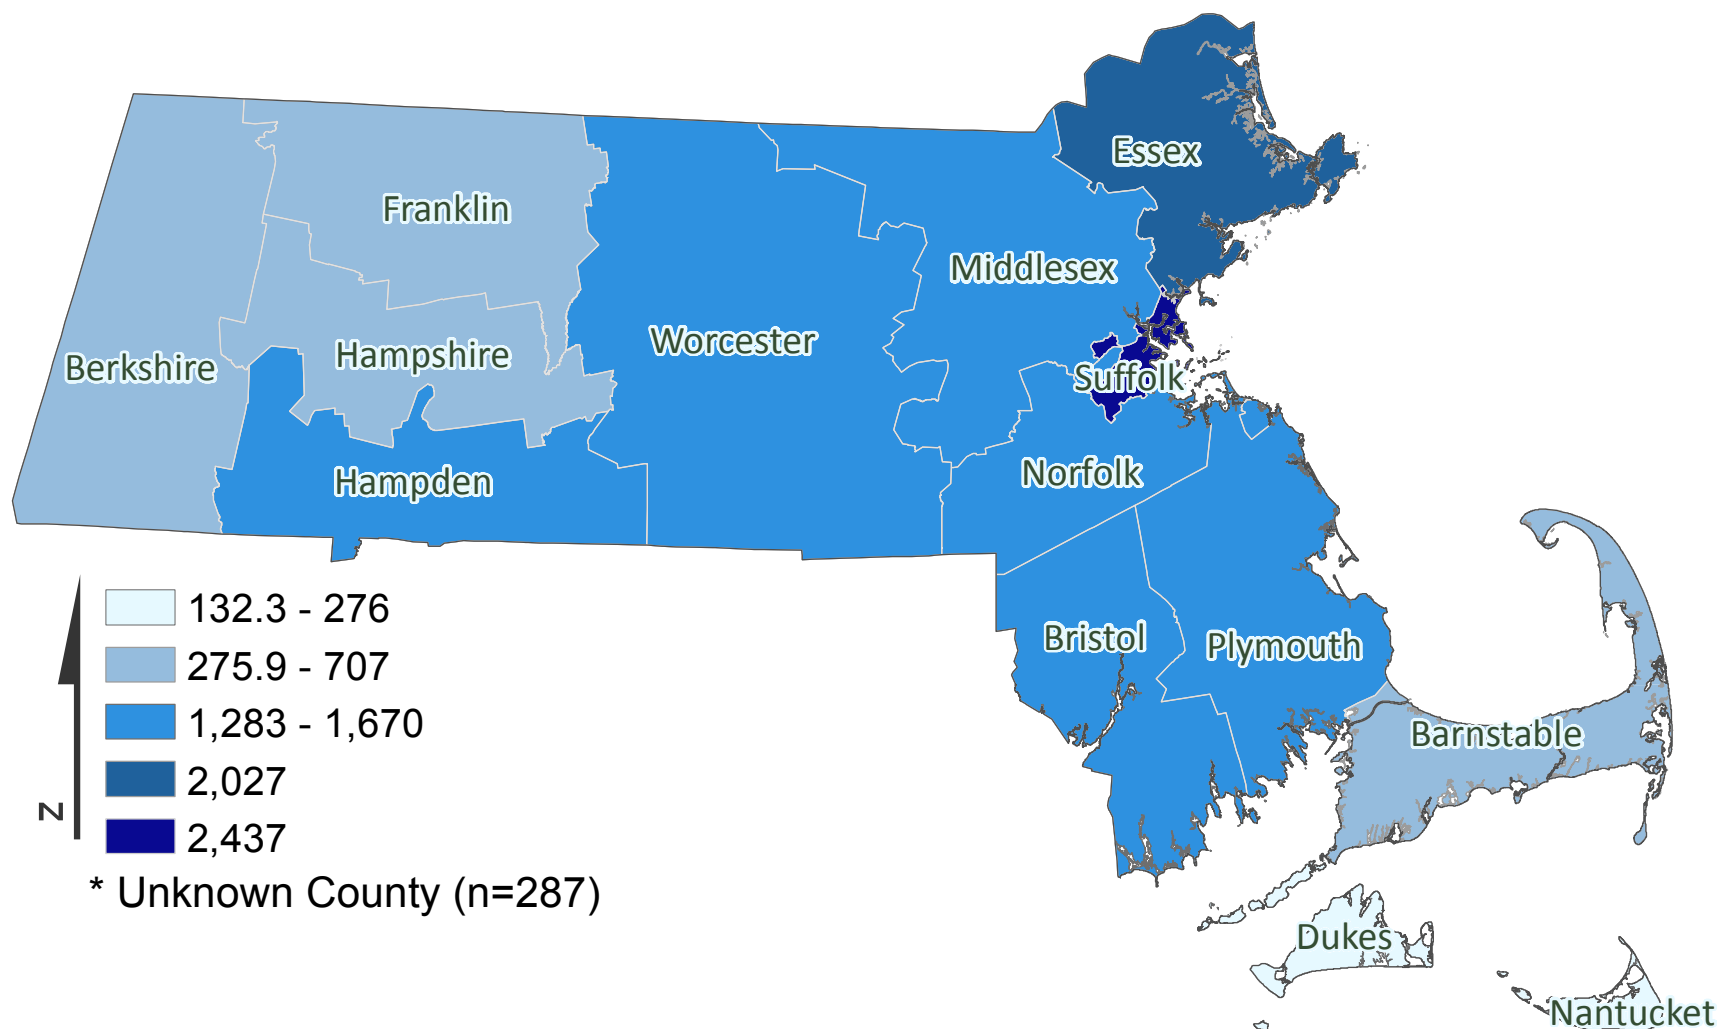 Essex
Franklin
Middlesex
Worcester
Hampshire
Berkshire
Suffolk
Norfolk
Hampden
132.3 - 276
275.9 - 707
1,283 - 1,670
2,027
2,437
* Unknown County (n=287)
N
Bristol
Plymouth
Barnstable
Dukes
Nantucket